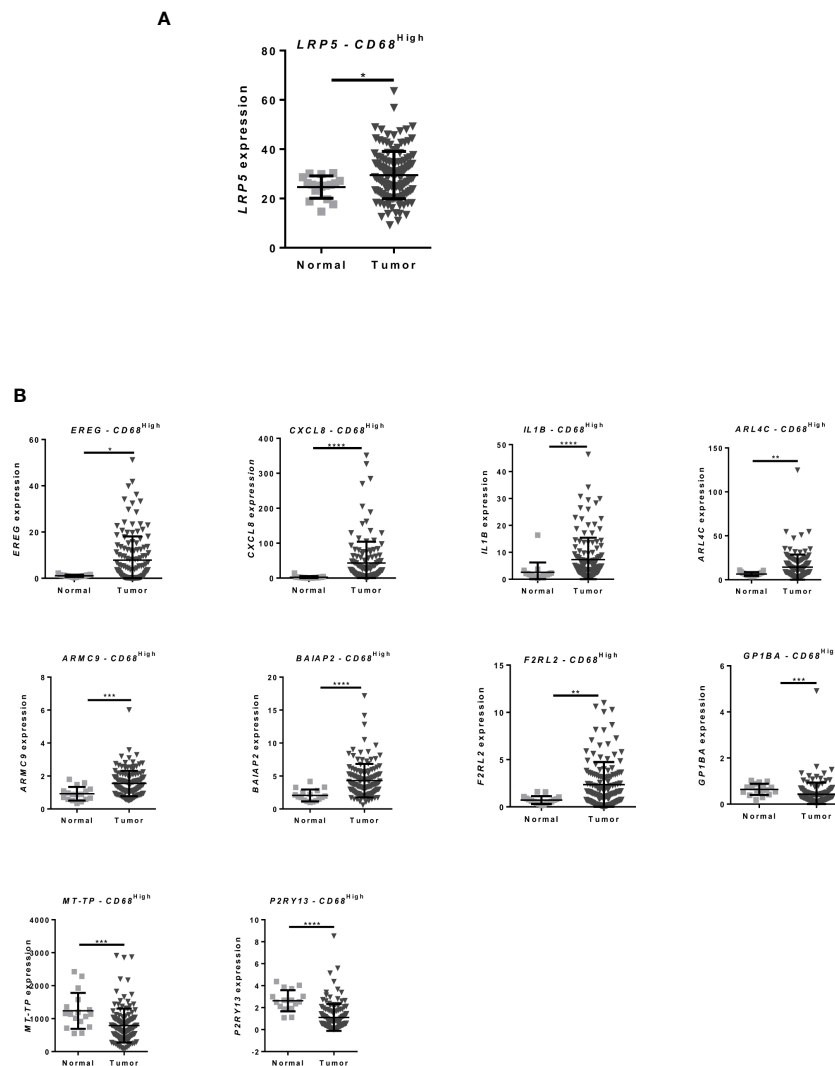 A
LRP5 - CD68High
*
80
60
40
20
0
LRP5 expression
Normal Tumor
B
EREG - CD68High
*
60
40
20
0
EREG expression
Normal Tumor
CXCL8 - CD68High
****
400
300
200
100
0
CXCL8 expression
Normal Tumor
IL1B - CD68High
****
50
40
30
20
10
0
IL1B expression
Normal Tumor
ARL4C - CD68High
**
150
100
50
0
ARL4C expression
Normal Tumor
ARMC9 - CD68High
***
8
6
4
2
0
ARMC9 expression
Normal Tumor
BAIAP2 - CD68High
****
20
15
10
5
0
BAIAP2 expression
Normal Tumor
F2RL2 - CD68High
**
15
10
5
0
F2RL2 expression
Normal Tumor
GP1BA - CD68Hig
***
6
4
2
0
GP1BA expression
Normal Tumor
MT-TP - CD68High
***
4000
3000
2000
1000
0
MT-TP expression
Normal Tumor
P2RY13 - CD68High
****
10
8
6
4
2
0
-2
P2RY13 expression
Normal Tumor